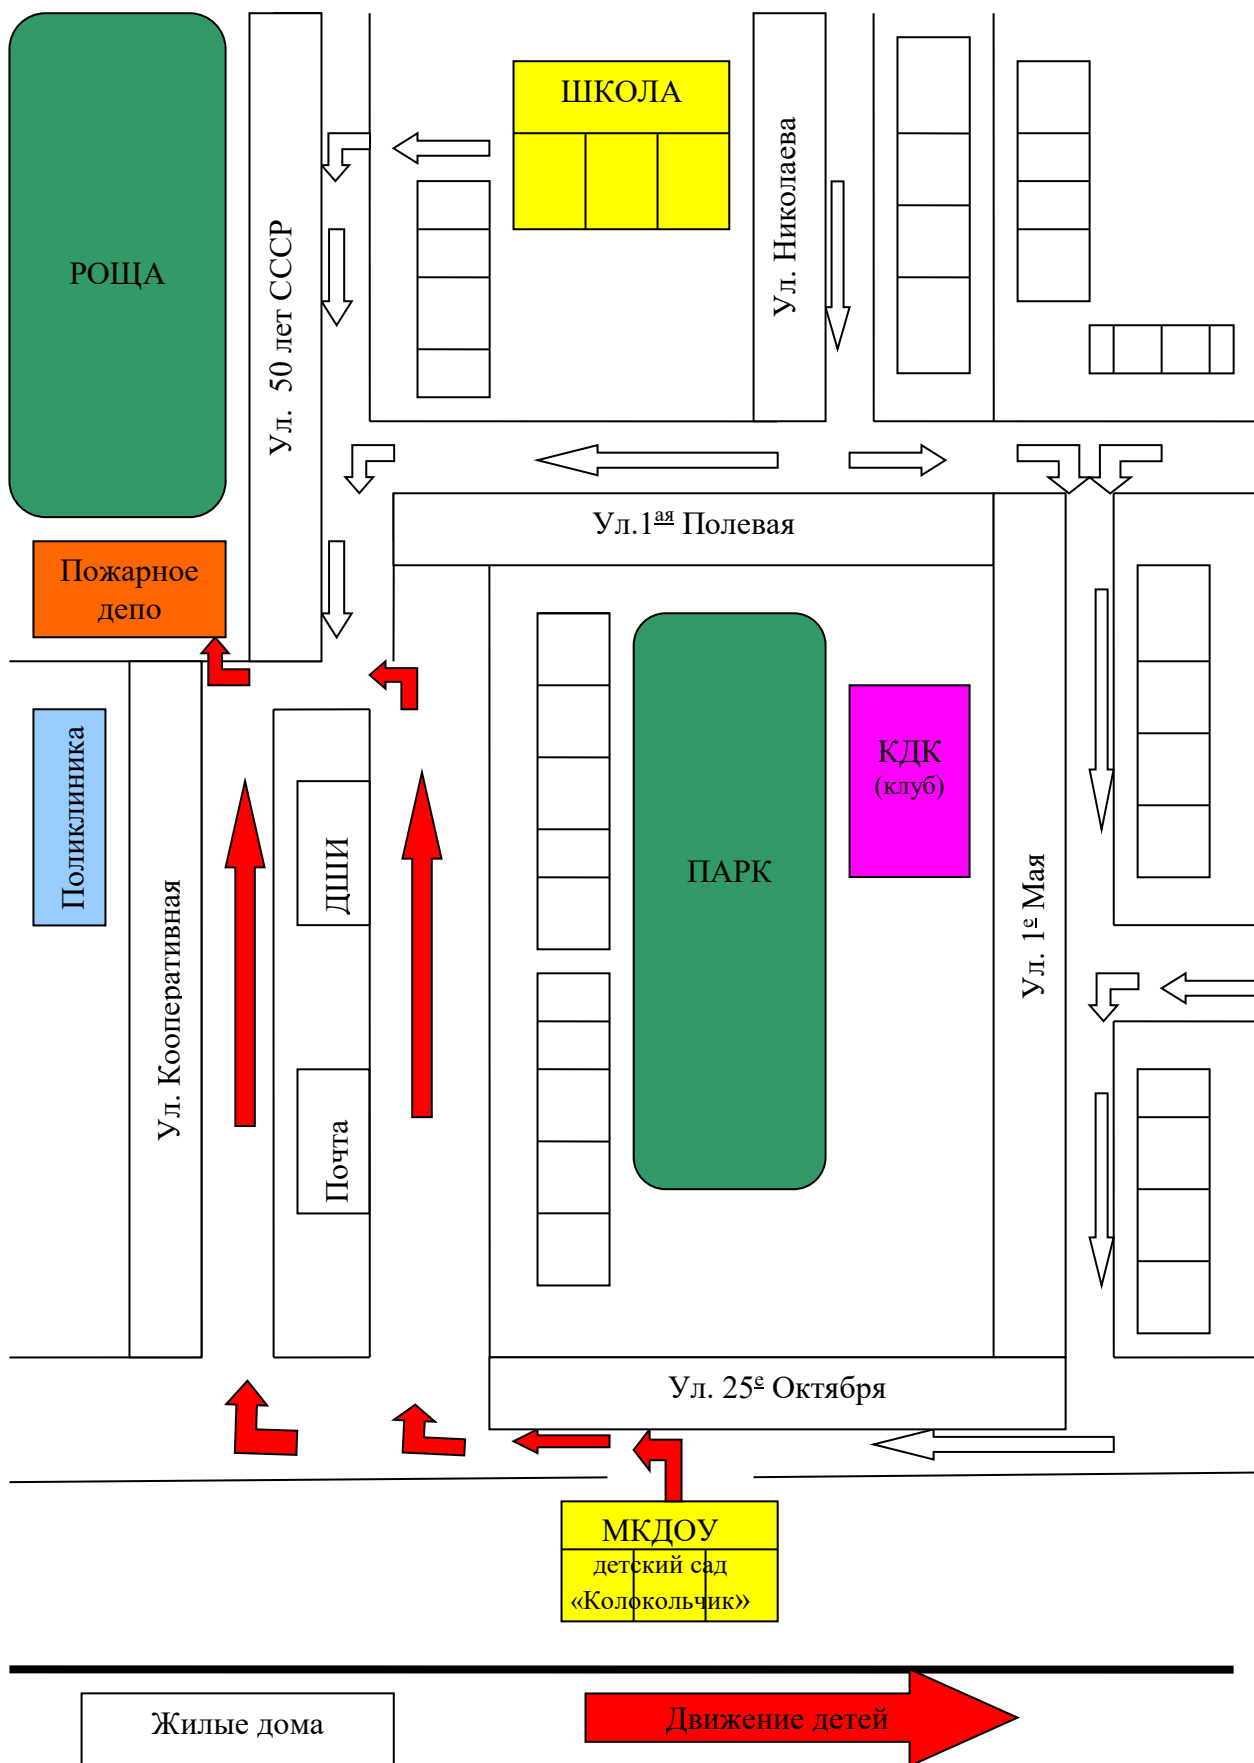 ШКОЛА
РОЩА
Ул. 50 лет СССР
Ул. Николаева
Ул.1ая Полевая
Пожарное
депо
Поликлиника
Ул. Кооперативная
ДШИ
Почта
ПАРК
КДК
(клуб)
Ул. 1е Мая
Ул. 25е Октября
МКДОУ
детский сад
«Колокольчик»
Жилые дома
Движение детей